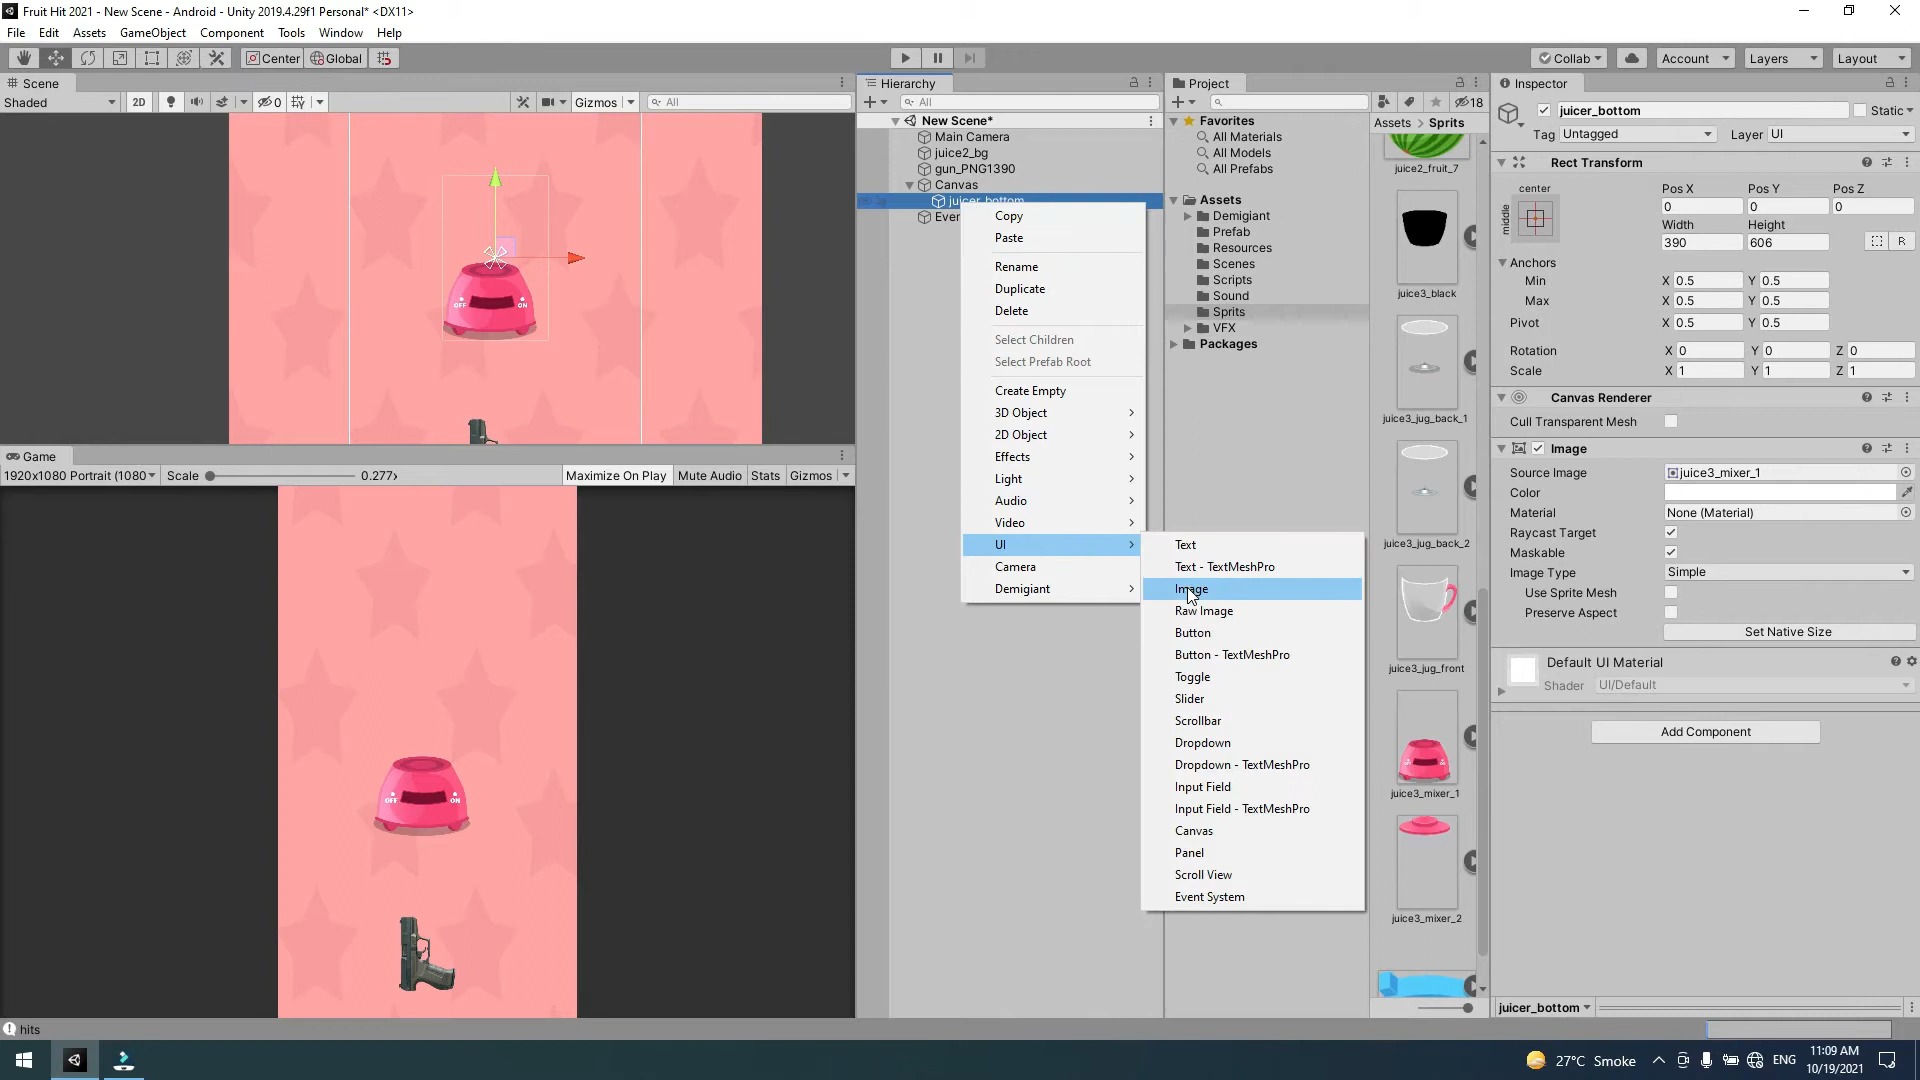 Fruit Hit 2021 - New Scene - Android - Unity 2019.4.29f1 Personal* <DX11>
File Edit Assets GameObject Component Tools Window Help
Center Global Collab Account Layers Layout
Scene
Shaded 2D 0 Gizmos All
OFF ON
Game
1920x1080 Portrait (1080 Scale 0.277x Maximize On Play Mute Audio Stats Gizmos
OFF ON
Hierarchy
All
New Scene*
Main Camera
juice2_bg
gun_PNG1390
Canvas
juicer_bottom
Copy
Paste
Rename
Duplicate
Delete
Select Children
Select Prefab Root
Create Empty
3D Object
2D Object
Effects
Light
Audio
Video
UI
Camera
Demigiant
Text
Text - TextMeshPro
Image
Raw Image
Button
Button - TextMeshPro
Toggle
Slider
Scrollbar
Dropdown
Dropdown - TextMeshPro
Input Field
Input Field - TextMeshPro
Canvas
Panel
Scroll View
Event System
Project
18
Favorites
All Materials
All Models
All Prefabs
Assets
Demigiant
Prefab
Resources
Scenes
Scripts
Sound
Sprits
VFX
Packages
Assets > Sprits
juice2_fruit_7
juice3_black
juice3_jug_back_1
juice3_jug_back_2
juice3_jug_front
juice3_mixer_1
juice3_mixer_2
Inspector
juicer_bottom Static
Tag Untagged Layer UI
Rect Transform
center
middle
Pos X Pos Y Pos Z
0 0 0
Width Height
390 606 R
Anchors
Min X 0.5 Y 0.5
Max X 0.5 Y 0.5
Pivot X 0.5 Y 0.5
Rotation X 0 Y 0 Z 0
Scale X 1 Y 1 Z 1
Canvas Renderer
Cull Transparent Mesh
Image
Source Image juice3_mixer_1
Color
Material None (Material)
Raycast Target
Maskable
Image Type Simple
Use Sprite Mesh
Preserve Aspect
Set Native Size
Default UI Material
Shader UI/Default
Add Component
juicer_bottom
hits
27°C Smoke ENG 11:09 AM
10/19/2021